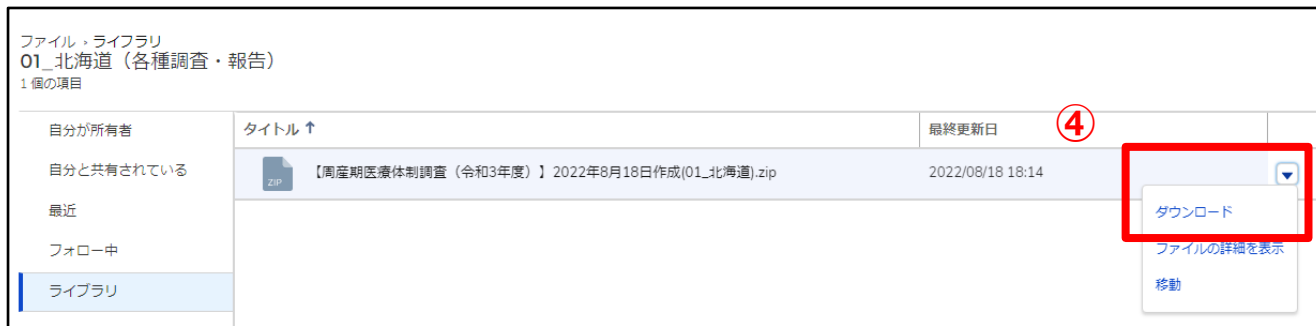 ファイル > ライブラリ
01_北海道（各種調査・報告）
1 個の項目
自分が所有者
自分と共有されている
最近
フォロー中
ライブラリ
タイトル ↑
最終更新日
④
ZIP
【周産期医療体制調査（令和3年度）】2022年8月18日作成(01_北海道).zip
2022/08/18 18:14
ダウンロード
ファイルの詳細を表示
移動